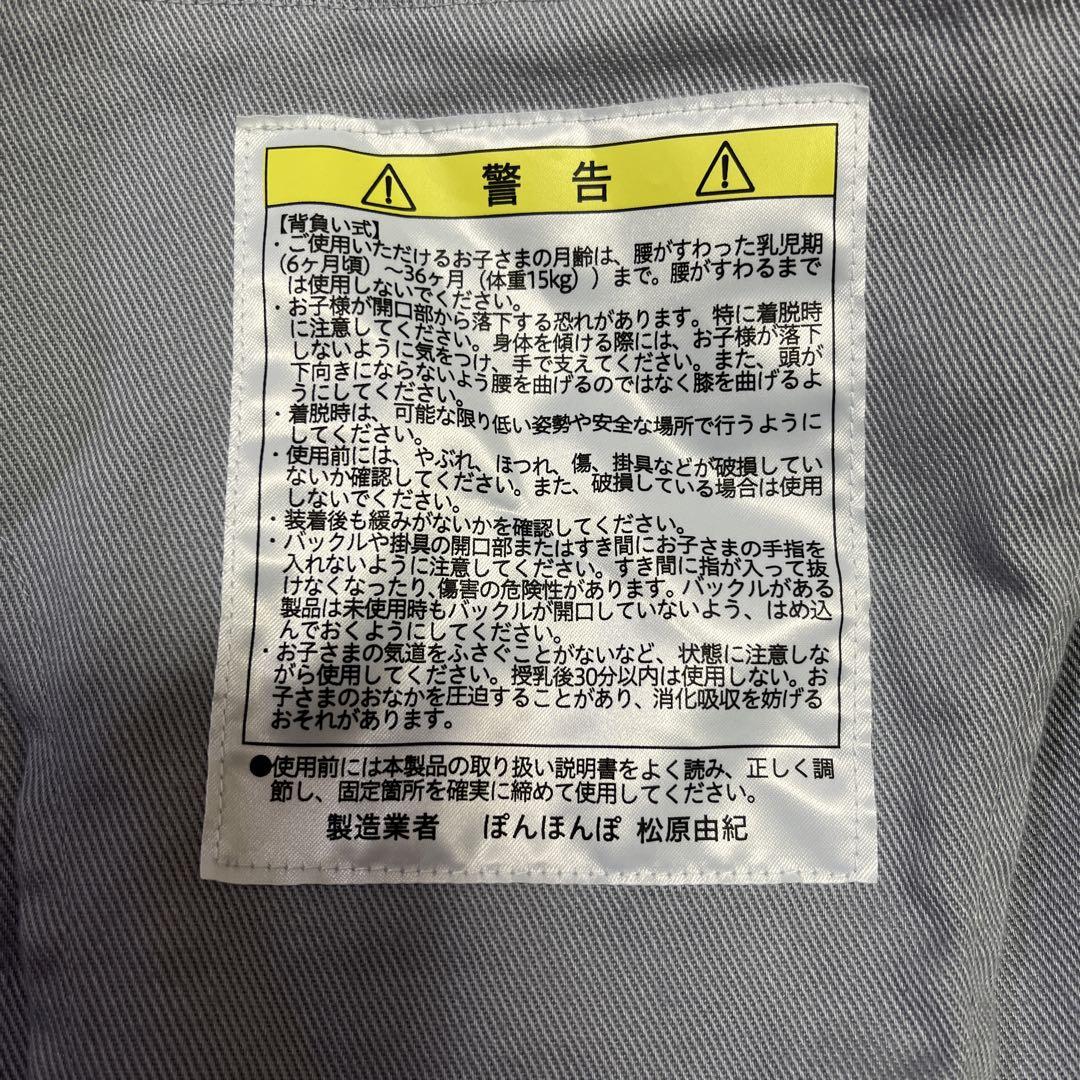 警告
【背負い式】
・ご使用いただけるお子さまの月齢は、腰がすわった乳児期
(6ヶ月頃)～36ヶ月(体重15kg))まで。腰がすわるまで
は使用しないでください。
・お子様が開口部から落下する恐れがあります。特に着脱時
に注意してください。身体を傾ける際には、お子様が落下
しないように気をつけ、手で支えてください。また、頭が
下向きにならないよう腰を曲げるのではなく膝を曲げるよ
うにしてください。
・着脱時は、可能な限り低い姿勢や安全な場所で行うように
してください。
・使用前には、やぶれ、ほつれ、傷、掛具などが破損してい
ないか確認してください。また、破損している場合は使用
しないでください。
・装着後も緩みがないかを確認してください。
・バックルや掛具の開口部またはすき間にお子さまの手指を
入れないように注意してください。すき間に指が入って抜
けなくなったり、傷害の危険性があります。バックルがある
製品は未使用時もバックルが開口していないよう、はめ込
んでおくようにしてください。
・お子さまの気道をふさぐことがないなど、状態に注意しな
がら使用してください。授乳後30分以内は使用しない。お
子さまのおなかを圧迫することがあり、消化吸収を妨げる
おそれがあります。
●使用前には本製品の取り扱い説明書をよく読み、正しく調
節し、固定箇所を確実に締めて使用してください。
製造業者 ぽんほんぽ 松原由紀